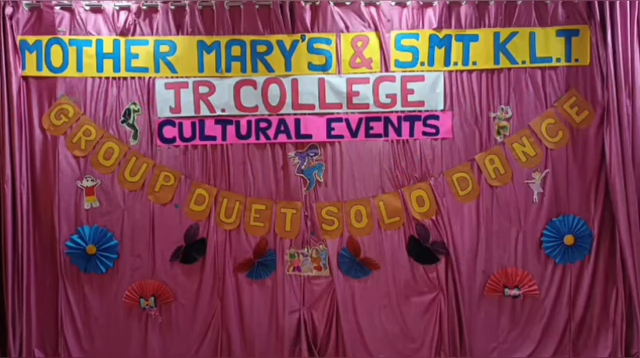 MOTHER MARY'S & S.M.T. K.L.T.
JR. COLLEGE
CULTURAL EVENTS
GROUP, DUET SOLO DANCE